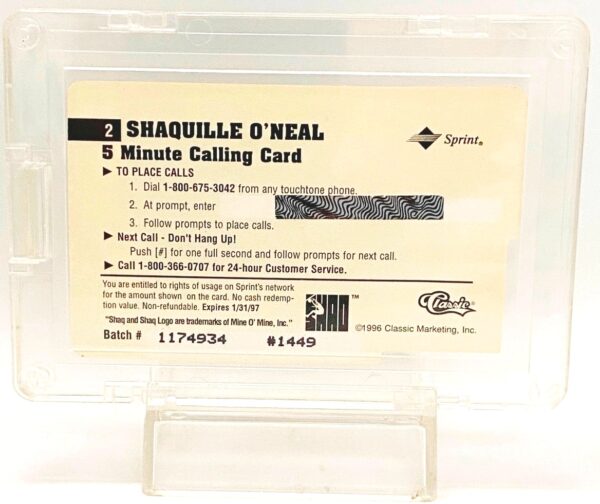 2 SHAQUILLE O'NEAL
5 Minute Calling Card
Sprint®
▶ TO PLACE CALLS
1. Dial 1-800-675-3042 from any touchtone phone.
2. At prompt, enter
3. Follow prompts to place calls.
▶ Next Call - Don't Hang Up!
Push [#] for one full second and follow prompts for next call.
▶ Call 1-800-366-0707 for 24-hour Customer Service.
You are entitled to rights of usage on Sprint's network
for the amount shown on the card. No cash redemp-
tion value. Non-refundable. Expires 1/31/97
"Shaq and Shaq Logo are trademarks of Mine O' Mine, Inc."
SHAQ™
Classic®
©1996 Classic Marketing, Inc.
Batch # 1174934 #1449